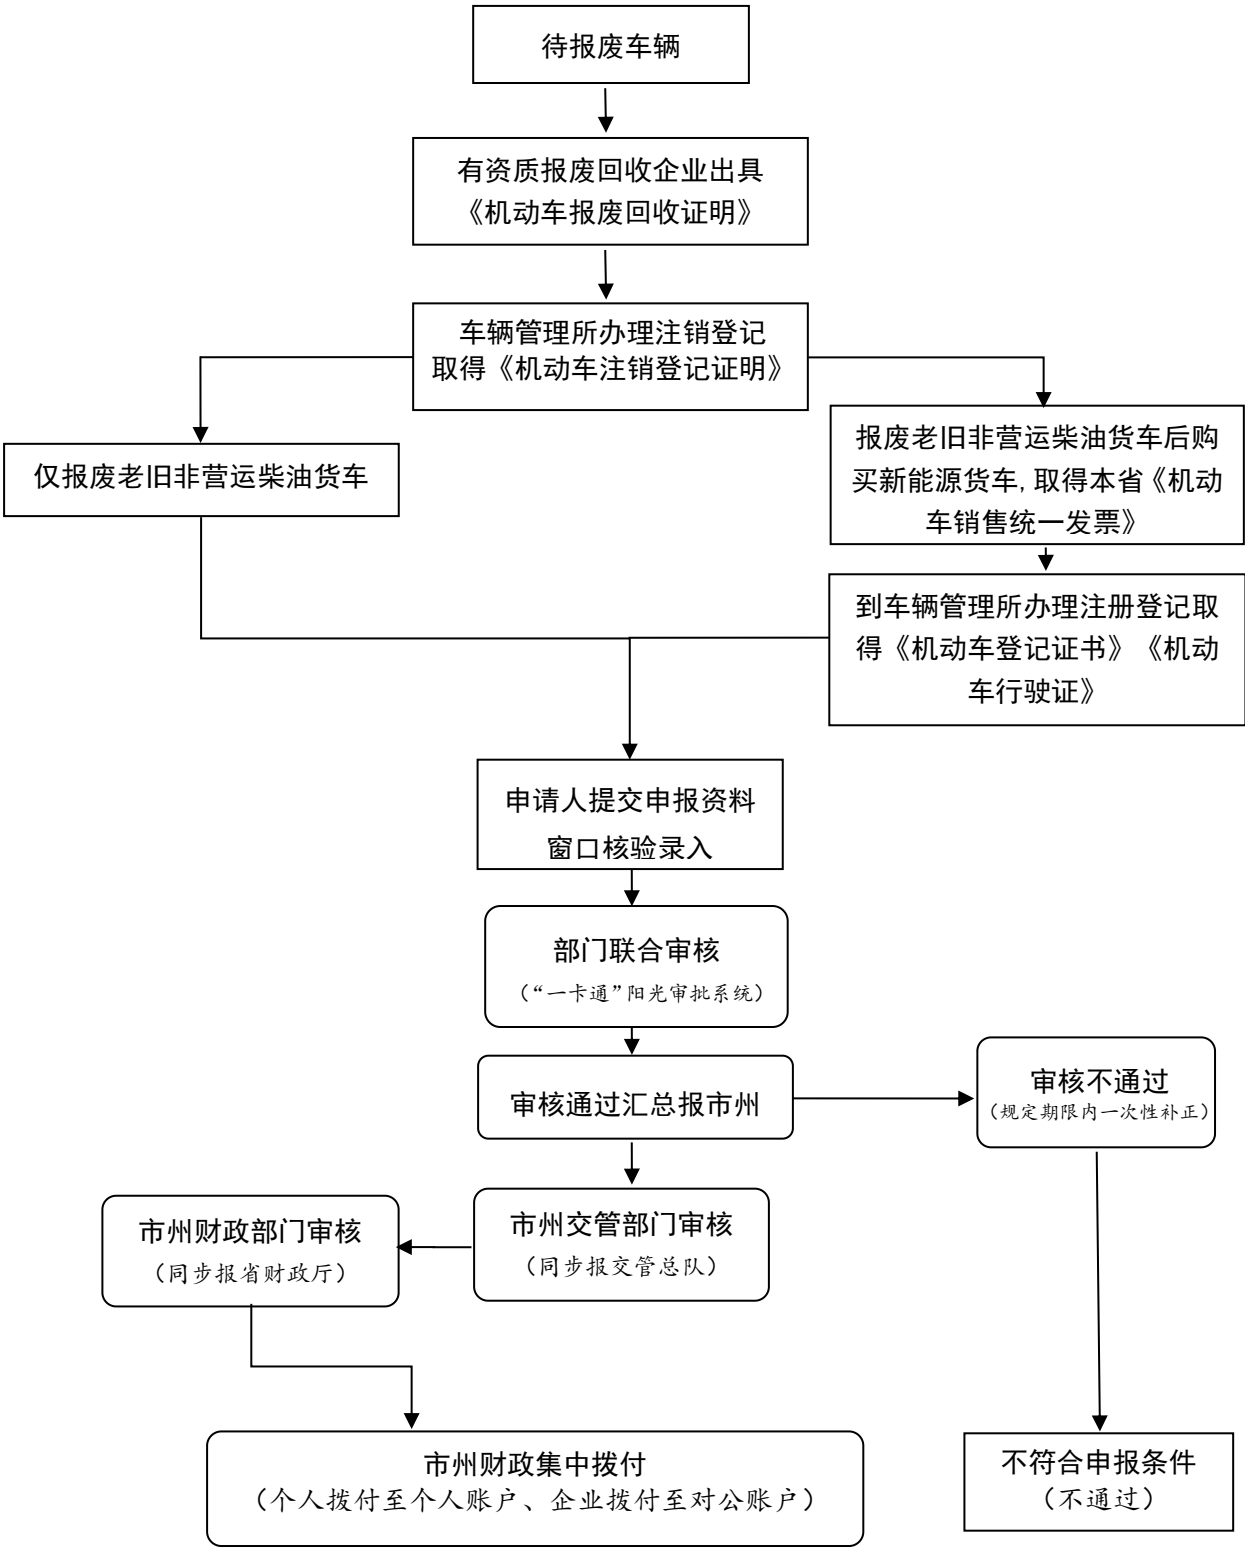 待报废车辆
有资质报废回收企业出具
《机动车报废回收证明》
车辆管理所办理注销登记
取得《机动车注销登记证明》
仅报废老旧非营运柴油货车
报废老旧非营运柴油货车后购
买新能源货车,取得本省《机动
车销售统一发票》
到车辆管理所办理注册登记取
得《机动车登记证书》《机动
车行驶证》
申请人提交申报资料
窗口核验录入
部门联合审核
（“一卡通”阳光审批系统）
审核通过汇总报市州
审核不通过
（规定期限内一次性补正）
市州财政部门审核
（同步报省财政厅）
市州交管部门审核
（同步报交管总队）
市州财政集中拨付
（个人拨付至个人账户、企业拨付至对公账户）
不符合申报条件
（不通过）